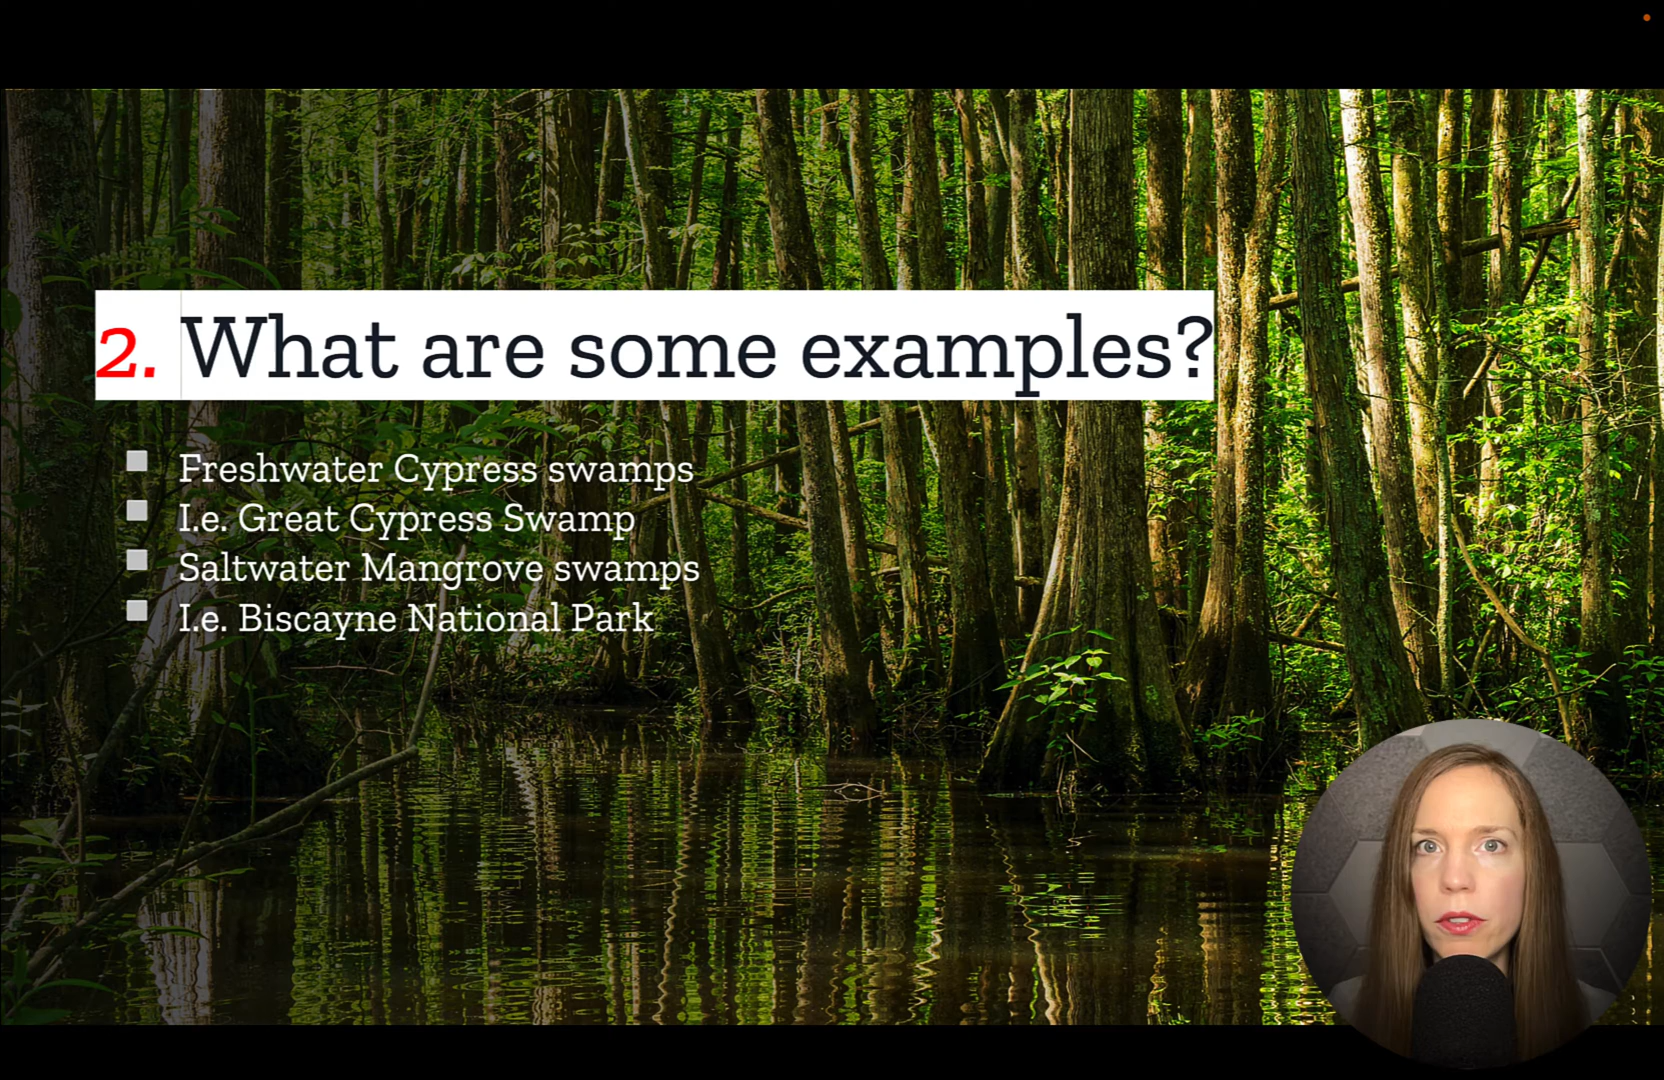 2. What are some examples?
Freshwater Cypress swamps
I.e. Great Cypress Swamp
Saltwater Mangrove swamps
I.e. Biscayne National Park